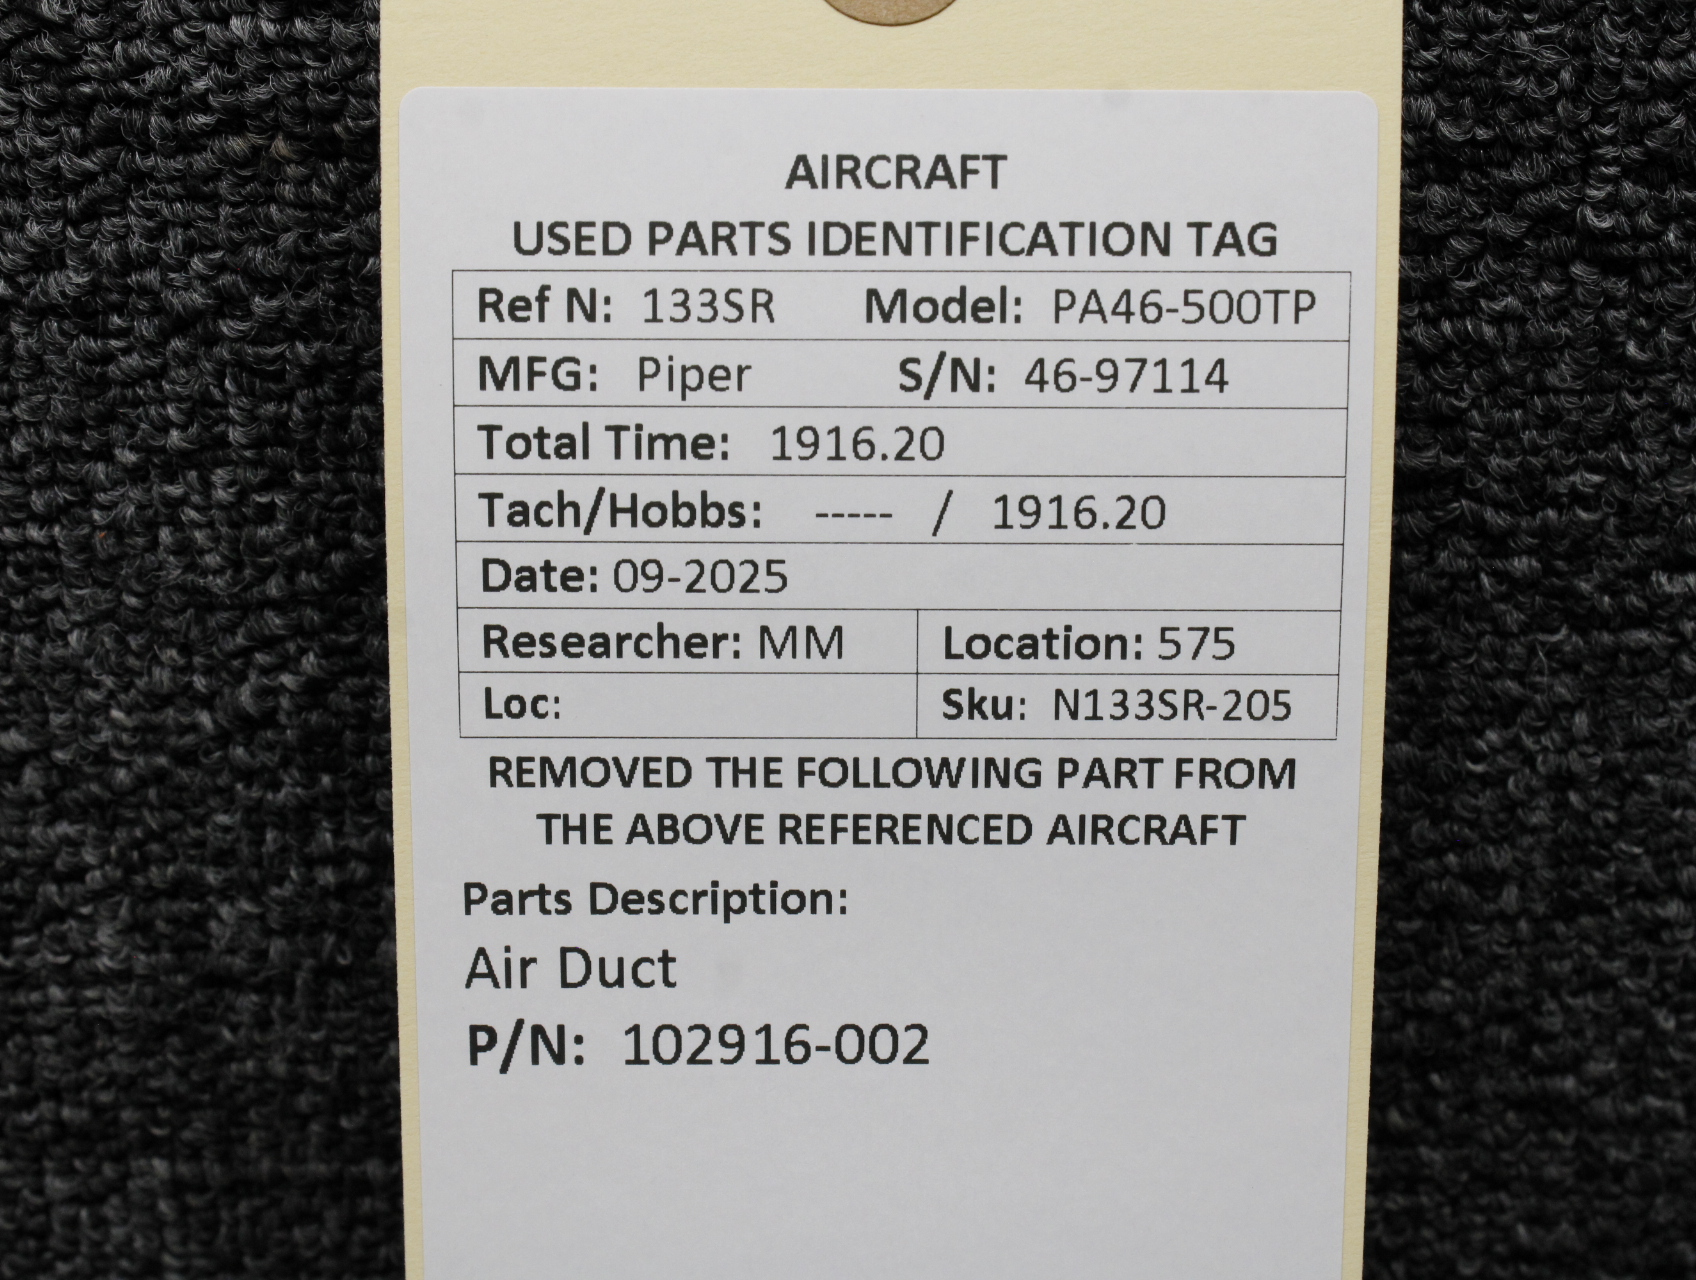 AIRCRAFT
USED PARTS IDENTIFICATION TAG
Ref N: 133SR Model: PA46-500TP
MFG: Piper S/N: 46-97114
Total Time: 1916.20
Tach/Hobbs: ----- / 1916.20
Date: 09-2025
Researcher: MM Location: 575
Loc: Sku: N133SR-205
REMOVED THE FOLLOWING PART FROM
THE ABOVE REFERENCED AIRCRAFT
Parts Description:
Air Duct
P/N: 102916-002